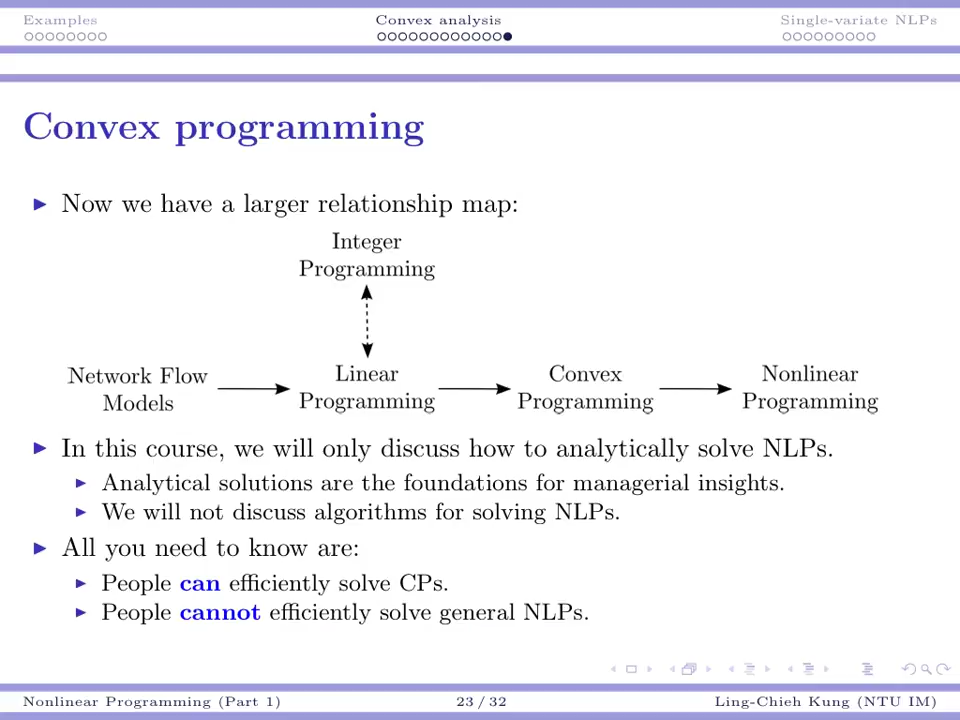 Examples Convex analysis Single-variate NLPs
Convex programming
Now we have a larger relationship map:
Integer
Programming
Network Flow
Models
Linear
Programming
Convex
Programming
Nonlinear
Programming
In this course, we will only discuss how to analytically solve NLPs.
Analytical solutions are the foundations for managerial insights.
We will not discuss algorithms for solving NLPs.
All you need to know are:
People can efficiently solve CPs.
People cannot efficiently solve general NLPs.
Nonlinear Programming (Part 1) 23 / 32 Ling-Chieh Kung (NTU IM)